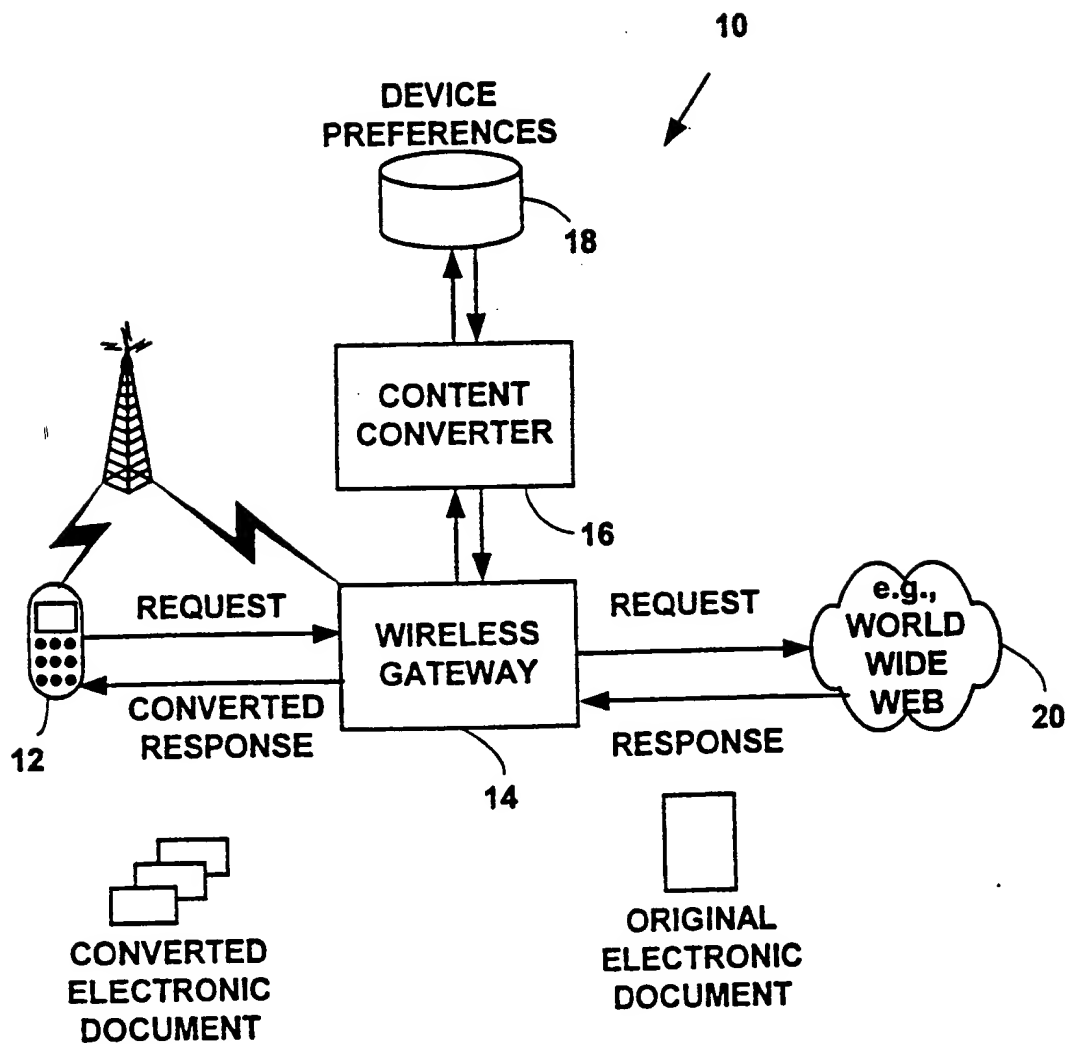 10
DEVICE
PREFERENCES
18
CONTENT
CONVERTER
16
REQUEST
WIRELESS
GATEWAY
REQUEST
e.g.,
WORLD
WIDE
WEB
20
CONVERTED
RESPONSE
RESPONSE
12
14
CONVERTED
ELECTRONIC
DOCUMENT
ORIGINAL
ELECTRONIC
DOCUMENT